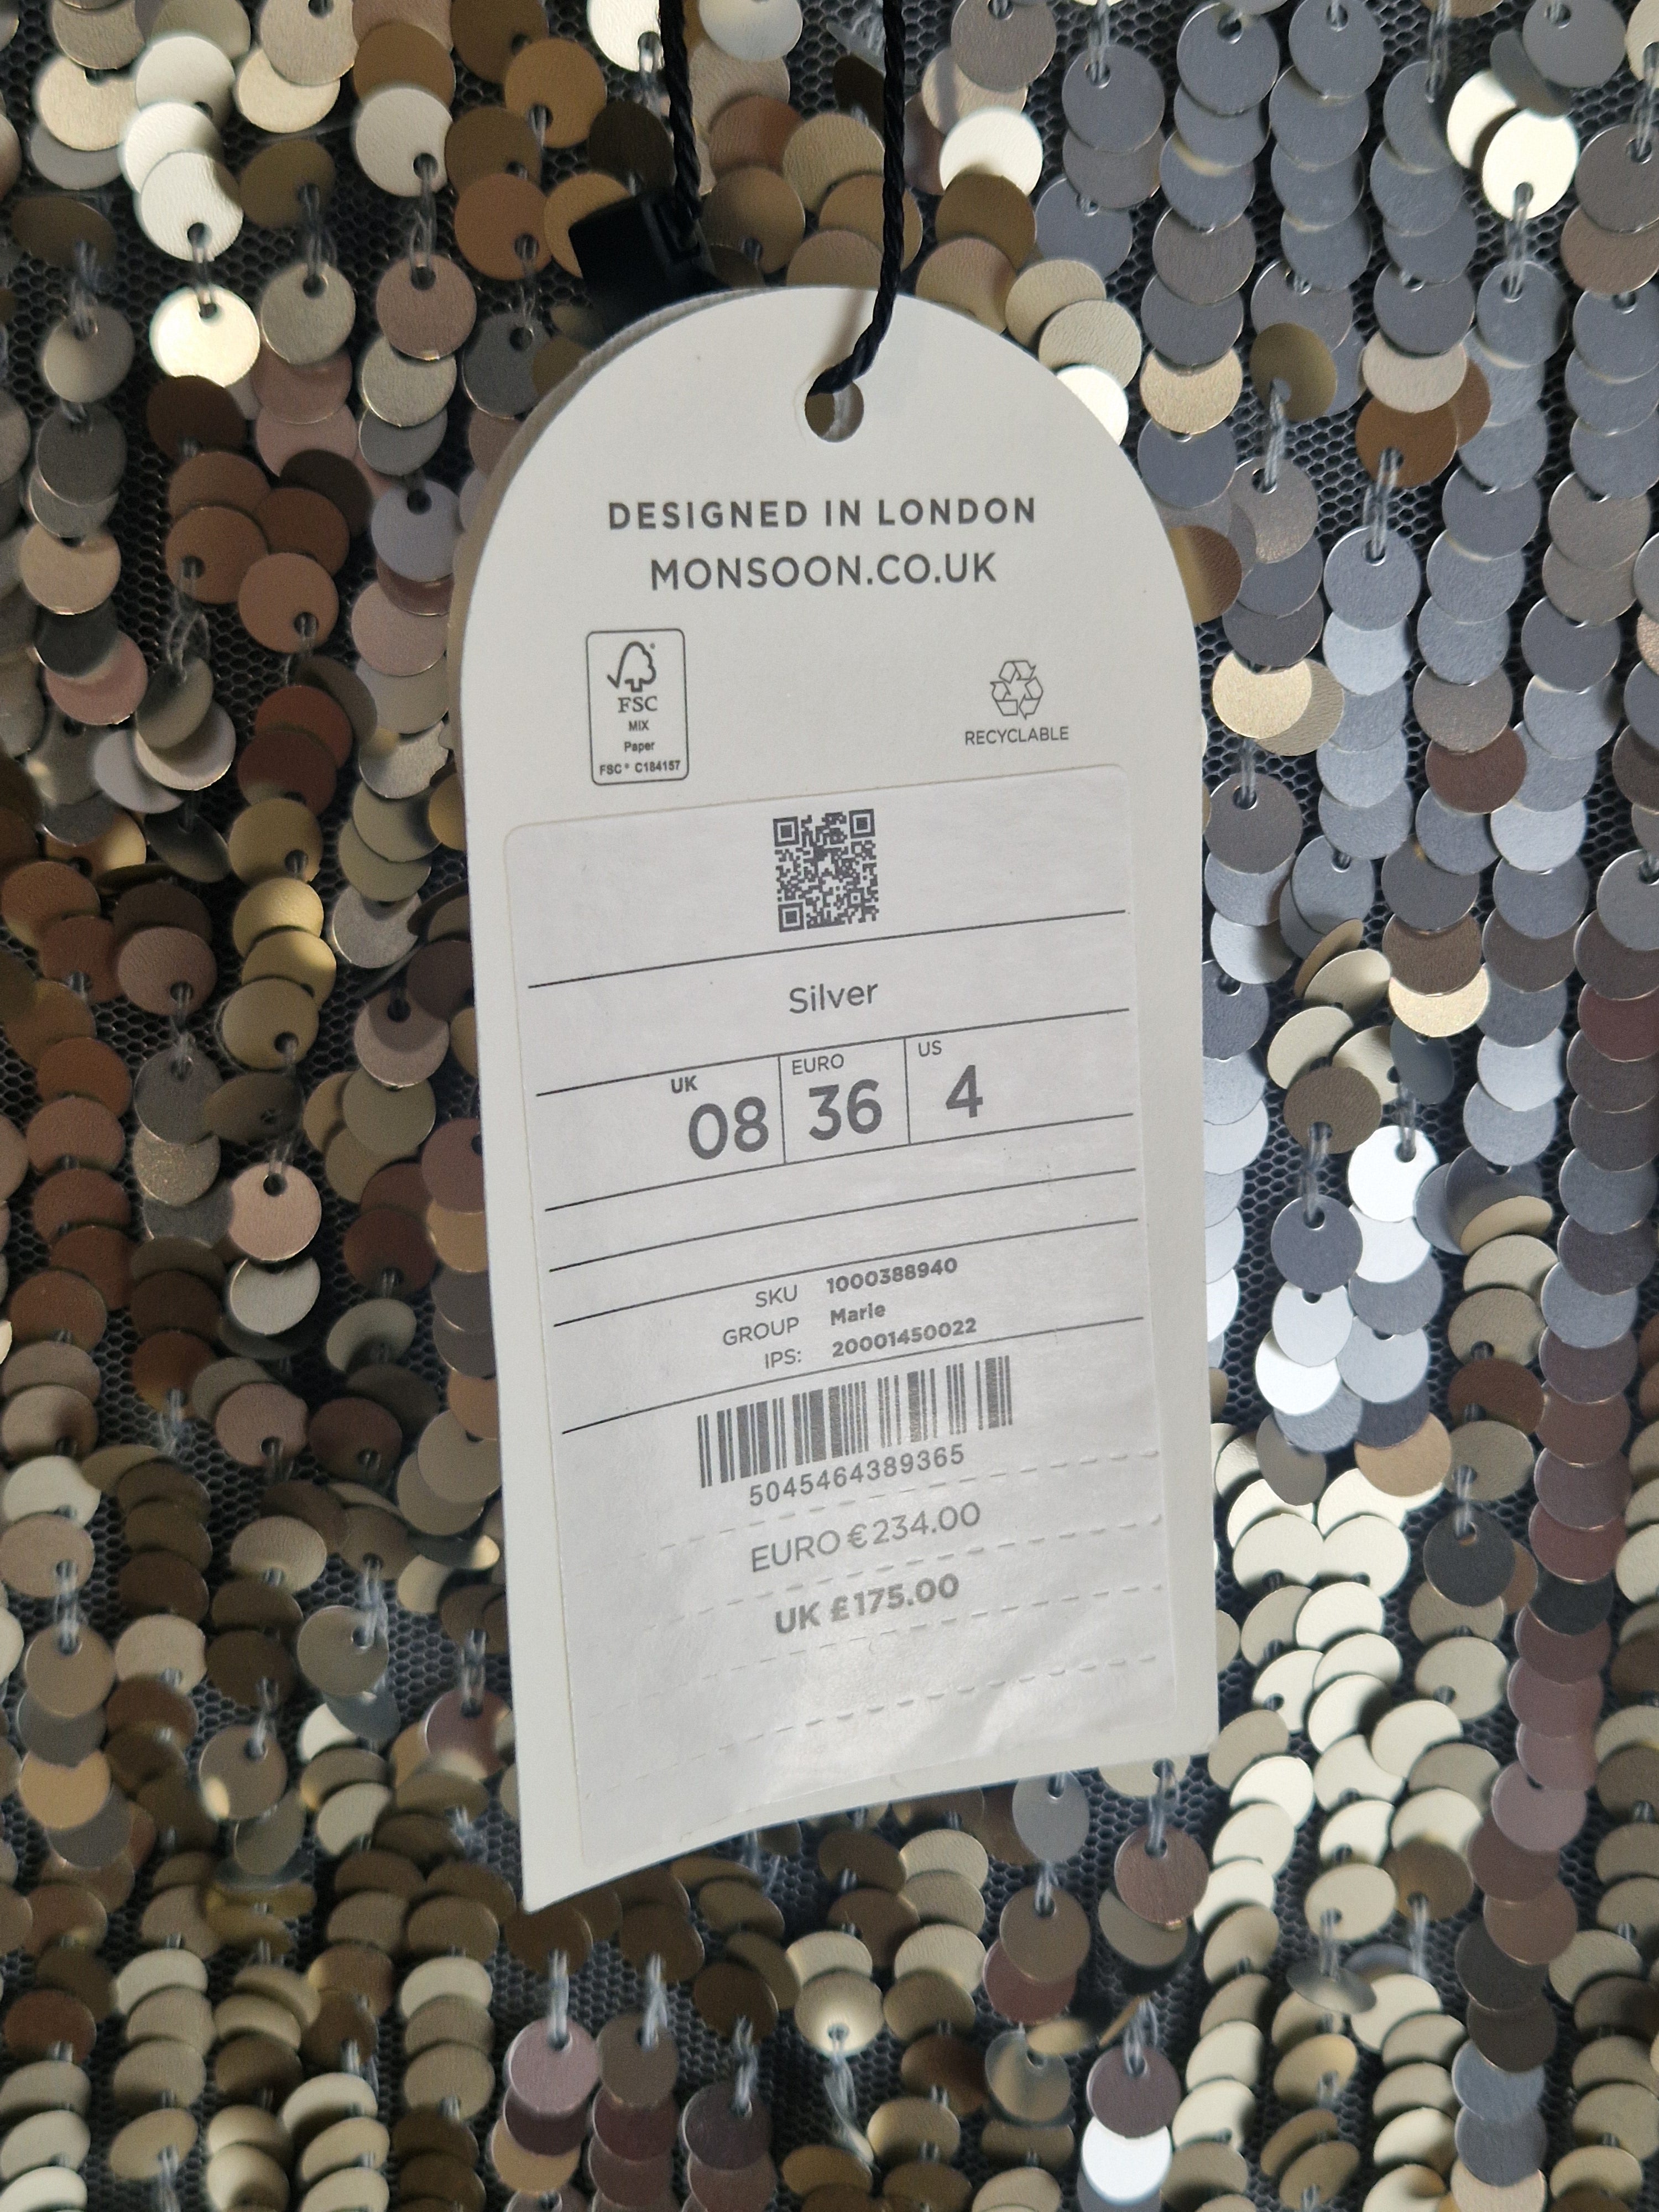 DESIGNED IN LONDON
MONSOON.CO.UK
FSC
MIX
Paper
FSC® C184157
RECYCLABLE
Silver
UK 08 EURO 36 US 4
SKU 1000388940
GROUP Marie
IPS: 20001450022
5045464389365
EURO €234.00
UK £175.00